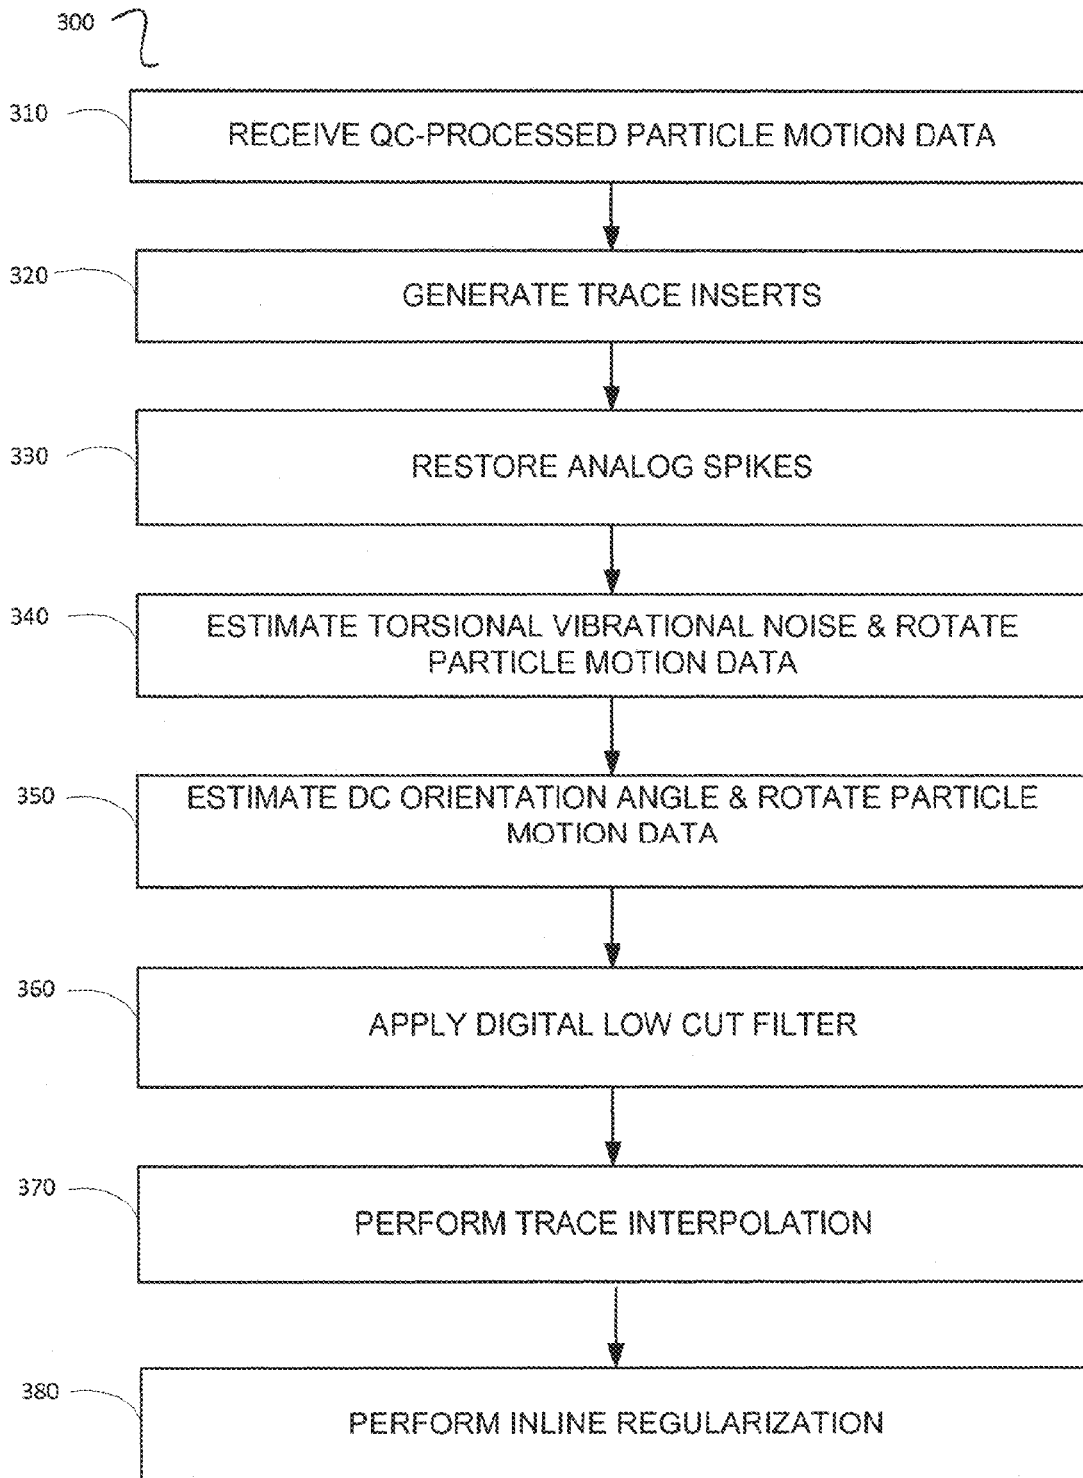 300
310
RECEIVE QC-PROCESSED PARTICLE MOTION DATA
320
GENERATE TRACE INSERTS
330
RESTORE ANALOG SPIKES
340
ESTIMATE TORSIONAL VIBRATIONAL NOISE & ROTATE
PARTICLE MOTION DATA
350
ESTIMATE DC ORIENTATION ANGLE & ROTATE PARTICLE
MOTION DATA
360
APPLY DIGITAL LOW CUT FILTER
370
PERFORM TRACE INTERPOLATION
380
PERFORM INLINE REGULARIZATION